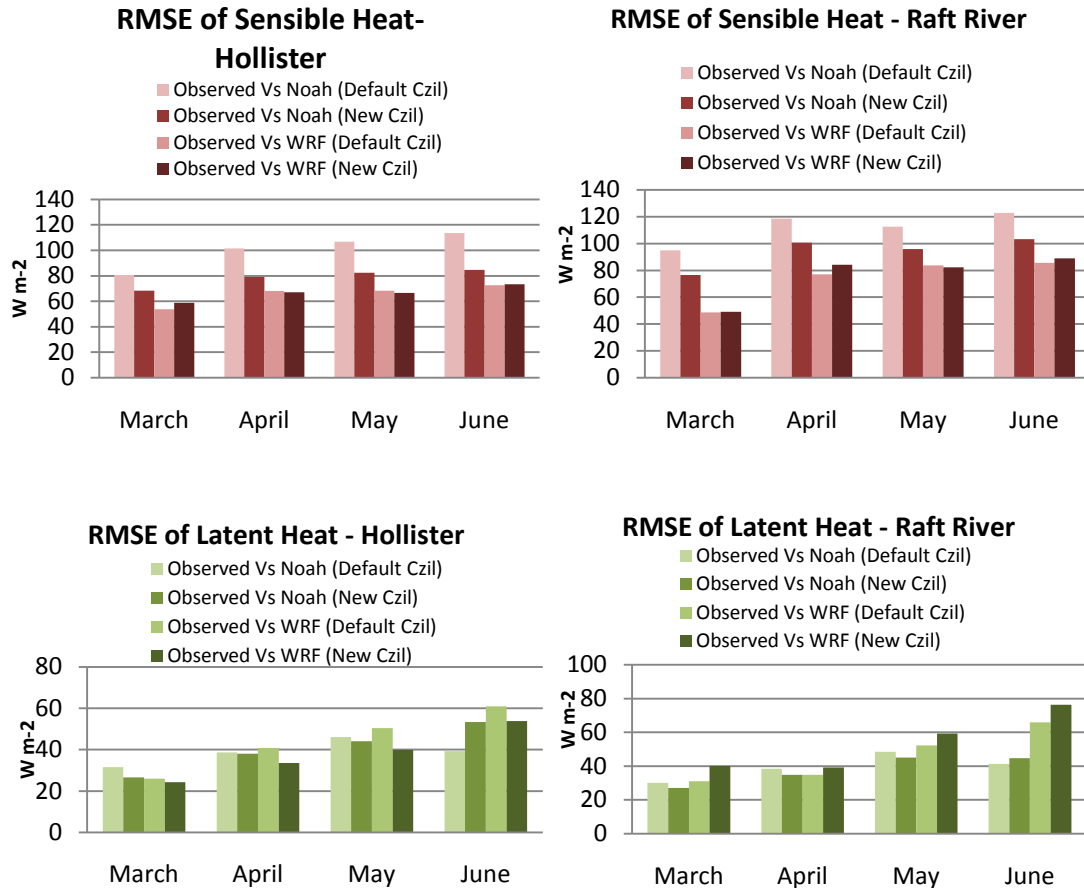 RMSE of Sensible Heat-
Hollister
Observed Vs Noah (Default Czil)
Observed Vs Noah (New Czil)
Observed Vs WRF (Default Czil)
Observed Vs WRF (New Czil)
140
120
100
80
60
40
20
0
W m-2
March April May June
RMSE of Sensible Heat - Raft River
Observed Vs Noah (Default Czil)
Observed Vs Noah (New Czil)
Observed Vs WRF (Default Czil)
Observed Vs WRF (New Czil)
140
120
100
80
60
40
20
0
W m-2
March April May June
RMSE of Latent Heat - Hollister
Observed Vs Noah (Default Czil)
Observed Vs Noah (New Czil)
Observed Vs WRF (Default Czil)
Observed Vs WRF (New Czil)
80
60
40
20
0
W m-2
March April May June
RMSE of Latent Heat - Raft River
Observed Vs Noah (Default Czil)
Observed Vs Noah (New Czil)
Observed Vs WRF (Default Czil)
Observed Vs WRF (New Czil)
100
80
60
40
20
0
W m-2
March April May June